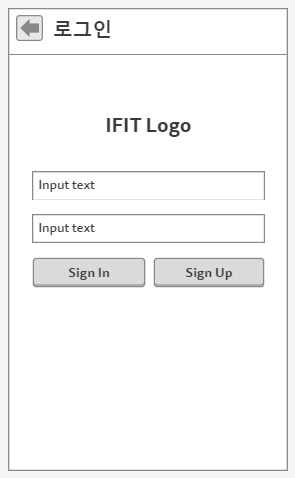 로그인
IFIT Logo
Input text
Input text
Sign In Sign Up